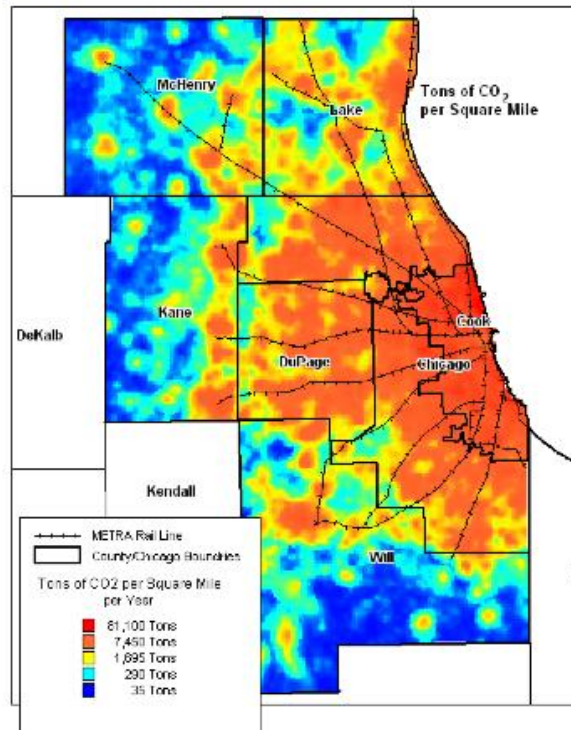 McHenry
Lake
Tons of CO2
per Square Mile
DeKalb
Kane
DuPage
Cook
Chicago
Kendall
Will
METRA Rail Line
County/Chicago Boundries
Tons of CO2 per Square Mile
per Year
81,100 Tons
7,450 Tons
1,695 Tons
290 Tons
35 Tons